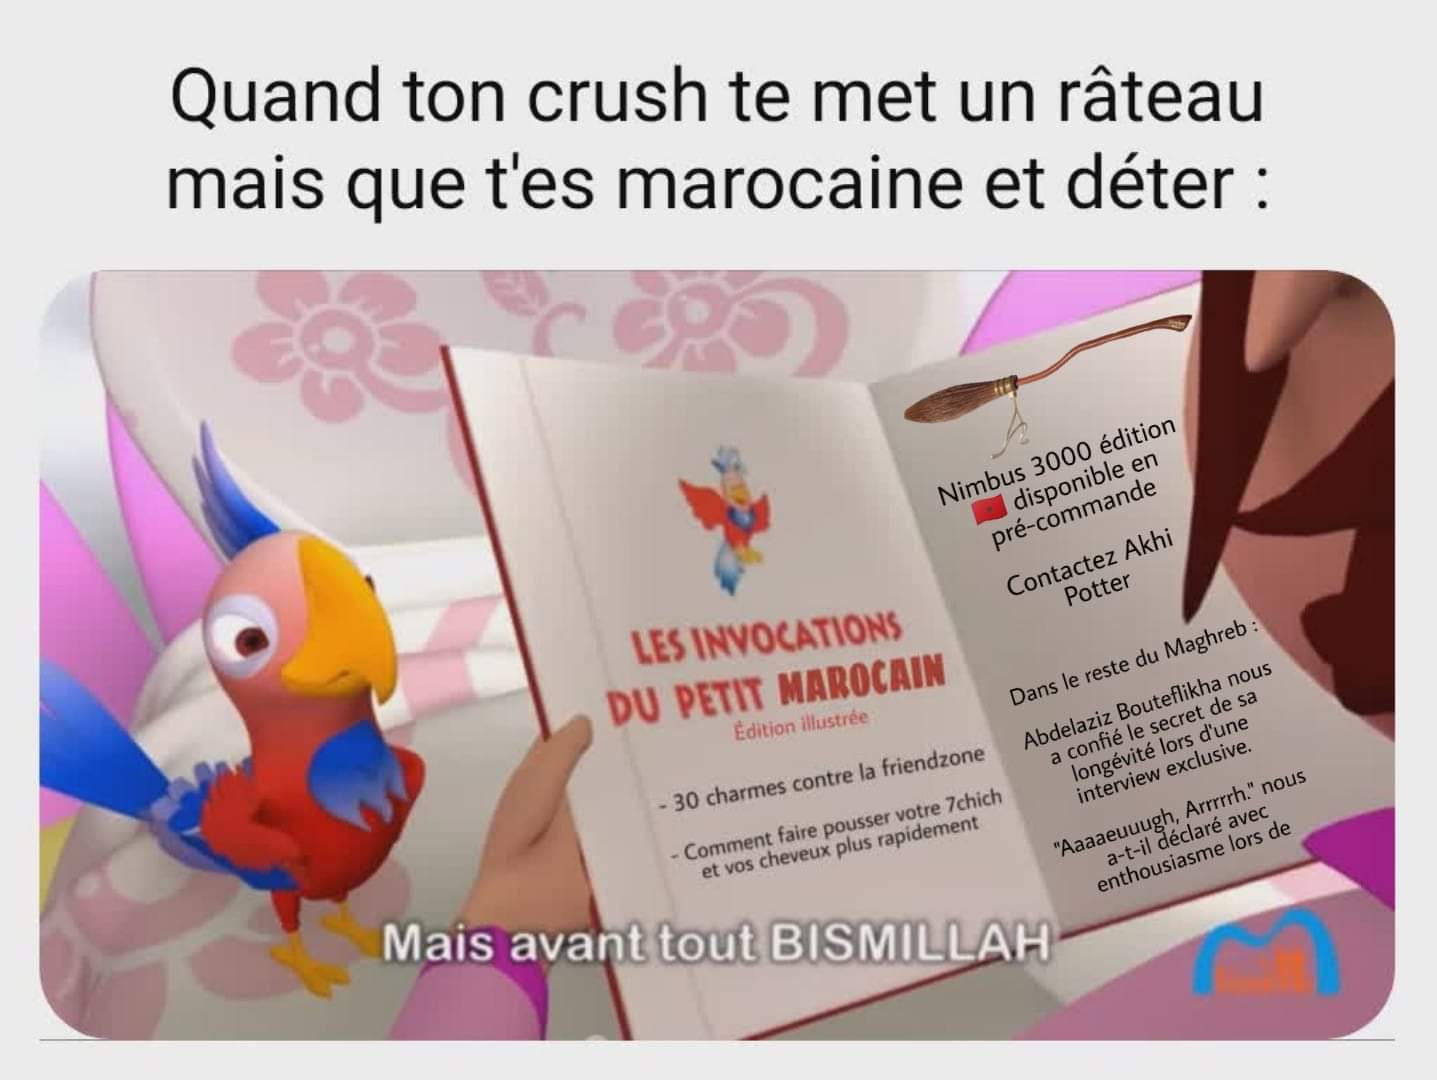 Quand ton crush te met un râteau
mais que t'es marocaine et déter :
LES INVOCATIONS
DU PETIT MAROCAIN
Édition illustrée
- 30 charmes contre la friendzone
- Comment faire pousser votre 7chich
et vos cheveux plus rapidement
Nimbus 3000 édition
🇲🇦 disponible en
pré-commande
Contactez Akhi
Potter
Dans le reste du Maghreb :
Abdelaziz Bouteflikha nous
a confié le secret de sa
longévité lors d'une
interview exclusive.
"Aaaaeuuugh, Arrrrrh." nous
a-t-il déclaré avec
enthousiasme lors de
Mais avant tout BISMILLAH